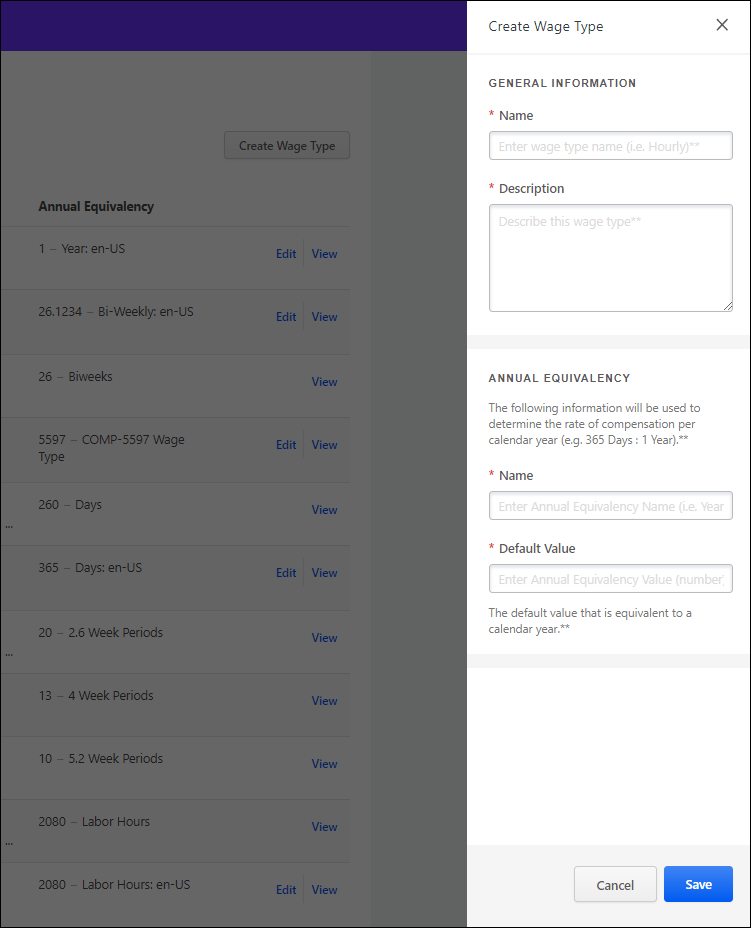 Create Wage Type
Annual Equivalency
1 – Year: en-US
Edit View
26.1234 – Bi-Weekly: en-US
Edit View
26 – Biweeks
View
5597 – COMP-5597 Wage
Type
Edit View
260 – Days
View
...
365 – Days: en-US
Edit View
20 – 2.6 Week Periods
View
...
13 – 4 Week Periods
View
10 – 5.2 Week Periods
View
2080 – Labor Hours
View
...
2080 – Labor Hours: en-US
Edit View
Create Wage Type
GENERAL INFORMATION
* Name
Enter wage type name (i.e. Hourly)**
* Description
Describe this wage type**
ANNUAL EQUIVALENCY
The following information will be used to
determine the rate of compensation per
calendar year (e.g. 365 Days : 1 Year).**
* Name
Enter Annual Equivalency Name (i.e. Year
* Default Value
Enter Annual Equivalency Value (number)
The default value that is equivalent to a
calendar year.**
Cancel
Save